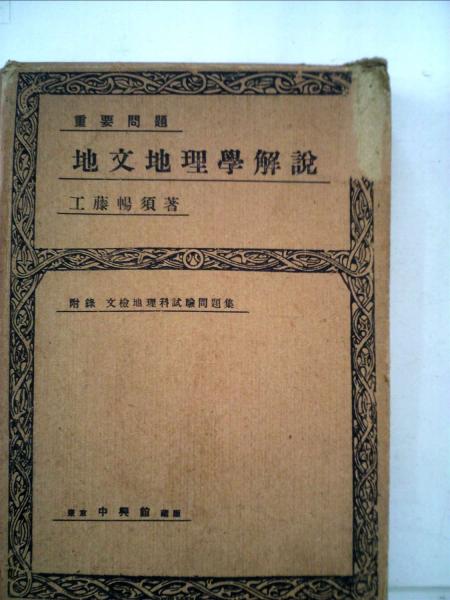 重要問題
地文地理學解說
工藤暢須著
附錄 文檢地理科試驗問題集
東京 中興館 藏版